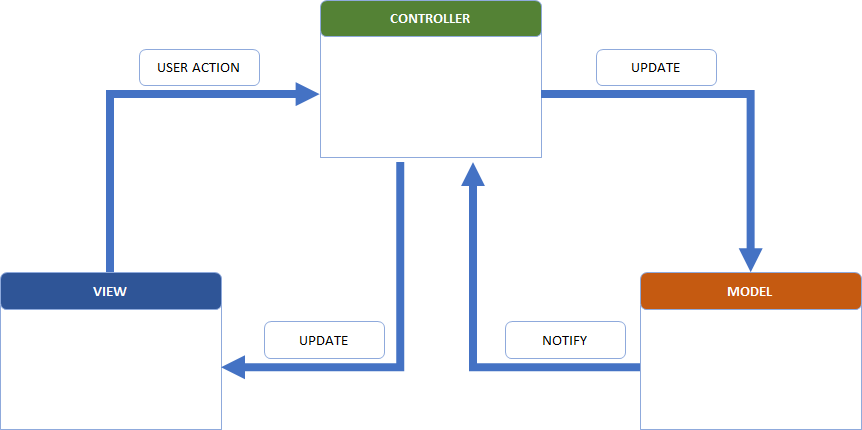 CONTROLLER
USER ACTION
UPDATE
VIEW
MODEL
UPDATE
NOTIFY